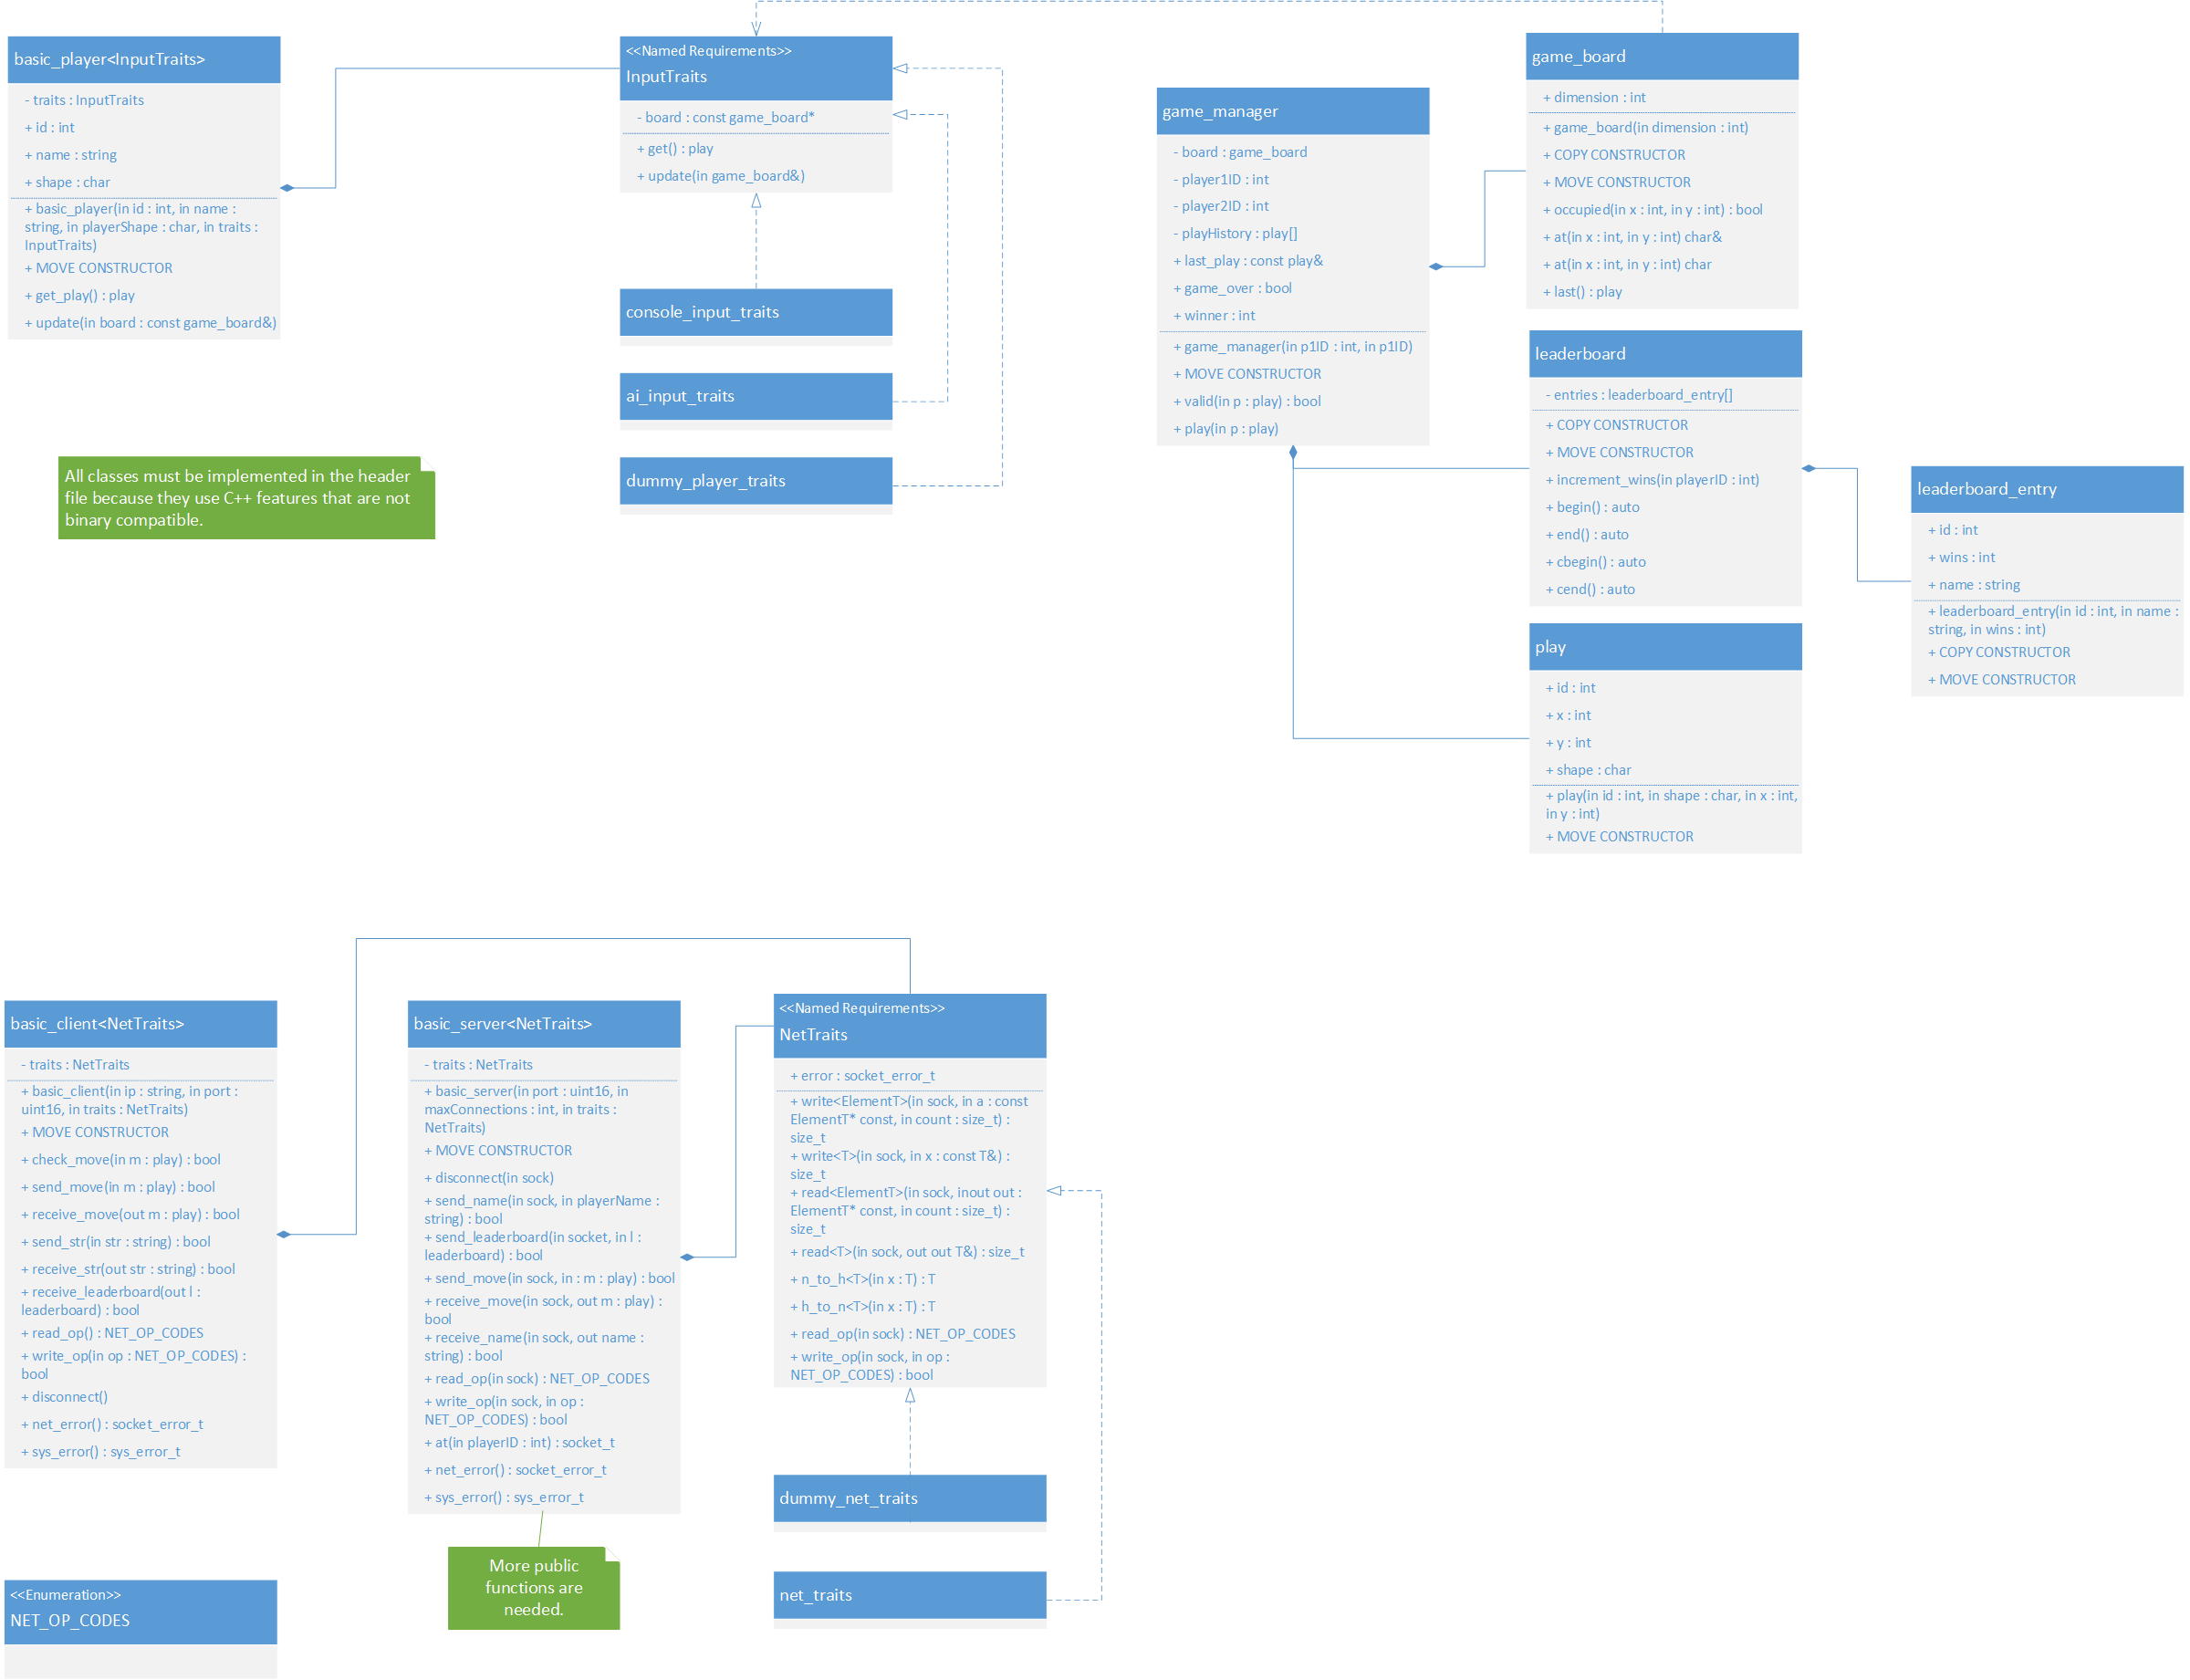 basic_player<InputTraits>
- traits : InputTraits
+ id : int
+ name : string
+ shape : char
+ basic_player(in id : int, in name :
string, in playerShape : char, in traits :
InputTraits)
+ MOVE CONSTRUCTOR
+ get_play() : play
+ update(in board : const game_board&)
<<Named Requirements>>
InputTraits
- board : const game_board*
+ get() : play
+ update(in game_board&)
console_input_traits
ai_input_traits
dummy_player_traits
All classes must be implemented in the header
file because they use C++ features that are not
binary compatible.
game_manager
- board : game_board
- player1ID : int
- player2ID : int
- playHistory : play[]
+ last_play : const play&
+ game_over : bool
+ winner : int
+ game_manager(in p1ID : int, in p1ID)
+ MOVE CONSTRUCTOR
+ valid(in p : play) : bool
+ play(in p : play)
game_board
+ dimension : int
+ game_board(in dimension : int)
+ COPY CONSTRUCTOR
+ MOVE CONSTRUCTOR
+ occupied(in x : int, in y : int) : bool
+ at(in x : int, in y : int) char&
+ at(in x : int, in y : int) char
+ last() : play
leaderboard
- entries : leaderboard_entry[]
+ COPY CONSTRUCTOR
+ MOVE CONSTRUCTOR
+ increment_wins(in playerID : int)
+ begin() : auto
+ end() : auto
+ cbegin() : auto
+ cend() : auto
leaderboard_entry
+ id : int
+ wins : int
+ name : string
+ leaderboard_entry(in id : int, in name :
string, in wins : int)
+ COPY CONSTRUCTOR
+ MOVE CONSTRUCTOR
play
+ id : int
+ x : int
+ y : int
+ shape : char
+ play(in id : int, in shape : char, in x : int,
in y : int)
+ MOVE CONSTRUCTOR
basic_client<NetTraits>
- traits : NetTraits
+ basic_client(in ip : string, in port :
uint16, in traits : NetTraits)
+ MOVE CONSTRUCTOR
+ check_move(in m : play) : bool
+ send_move(in m : play) : bool
+ receive_move(out m : play) : bool
+ send_str(in str : string) : bool
+ receive_str(out str : string) : bool
+ receive_leaderboard(out l :
leaderboard) : bool
+ read_op() : NET_OP_CODES
+ write_op(in op : NET_OP_CODES) :
bool
+ disconnect()
+ net_error() : socket_error_t
+ sys_error() : sys_error_t
basic_server<NetTraits>
- traits : NetTraits
+ basic_server(in port : uint16, in
maxConnections : int, in traits :
NetTraits)
+ MOVE CONSTRUCTOR
+ disconnect(in sock)
+ send_name(in sock, in playerName :
string) : bool
+ send_leaderboard(in socket, in l :
leaderboard) : bool
+ send_move(in sock, in : m : play) : bool
+ receive_move(in sock, out m : play) :
bool
+ receive_name(in sock, out name :
string) : bool
+ read_op(in sock) : NET_OP_CODES
+ write_op(in sock, in op :
NET_OP_CODES) : bool
+ at(in playerID : int) : socket_t
+ net_error() : socket_error_t
+ sys_error() : sys_error_t
More public
functions are
needed.
<<Named Requirements>>
NetTraits
+ error : socket_error_t
+ write<ElementT>(in sock, in a : const
ElementT* const, in count : size_t) :
size_t
+ write<T>(in sock, in x : const T&) :
size_t
+ read<ElementT>(in sock, inout out :
ElementT* const, in count : size_t) :
size_t
+ read<T>(in sock, out out T&) : size_t
+ n_to_h<T>(in x : T) : T
+ h_to_n<T>(in x : T) : T
+ read_op(in sock) : NET_OP_CODES
+ write_op(in sock, in op :
NET_OP_CODES) : bool
dummy_net_traits
net_traits
<<Enumeration>>
NET_OP_CODES